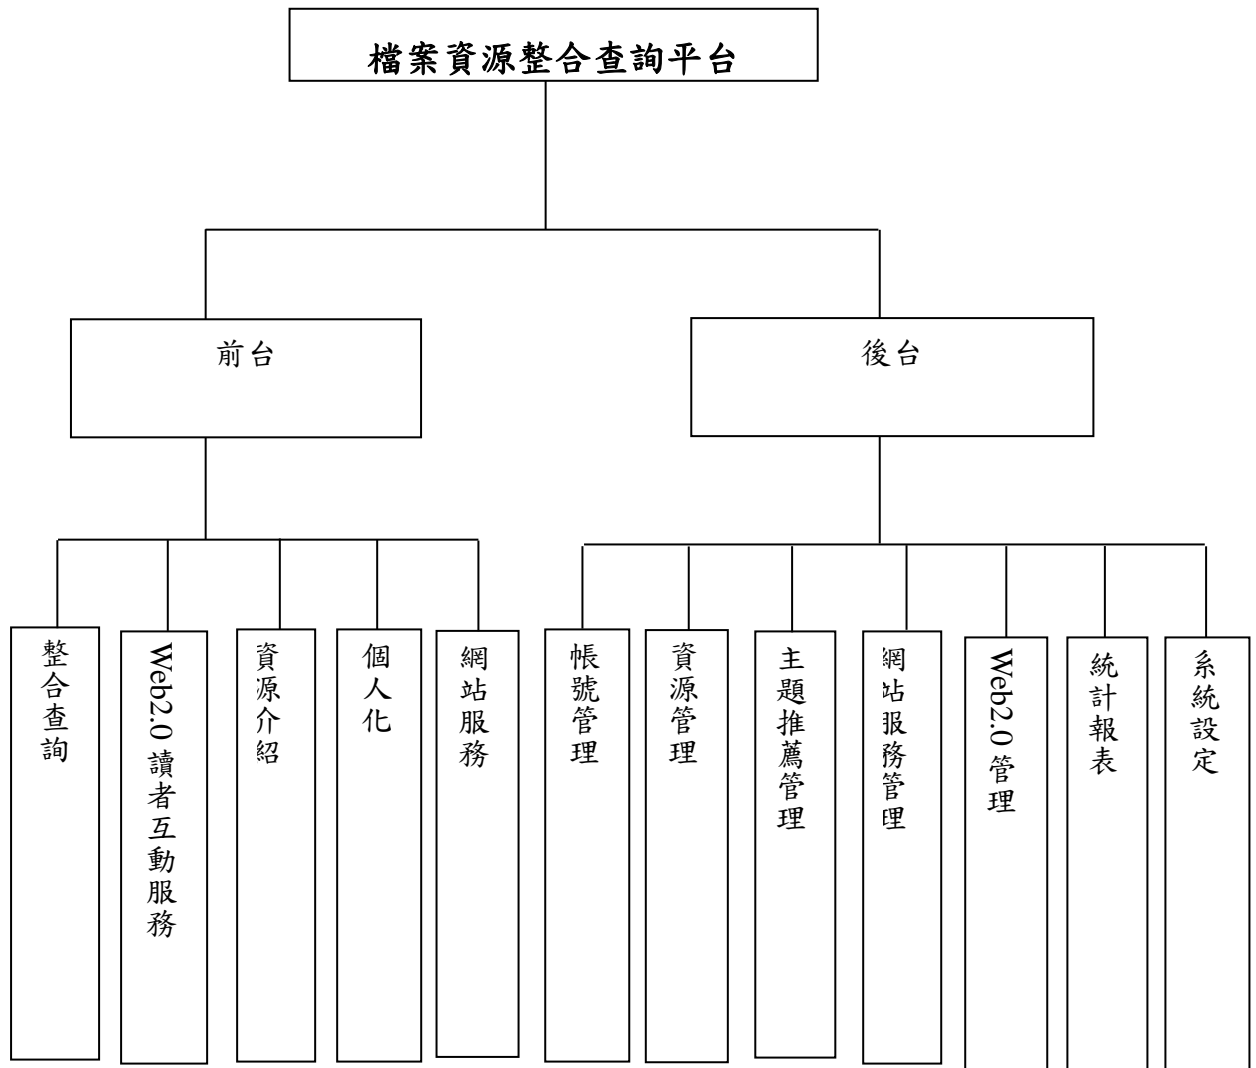 檔案資源整合查詢平台
前台
後台
整合查詢
Web2.0 讀者互動服務
資源介紹
個人化
網站服務
帳號管理
資源管理
主題推薦管理
網站服務管理
Web2.0 管理
統計報表
系統設定